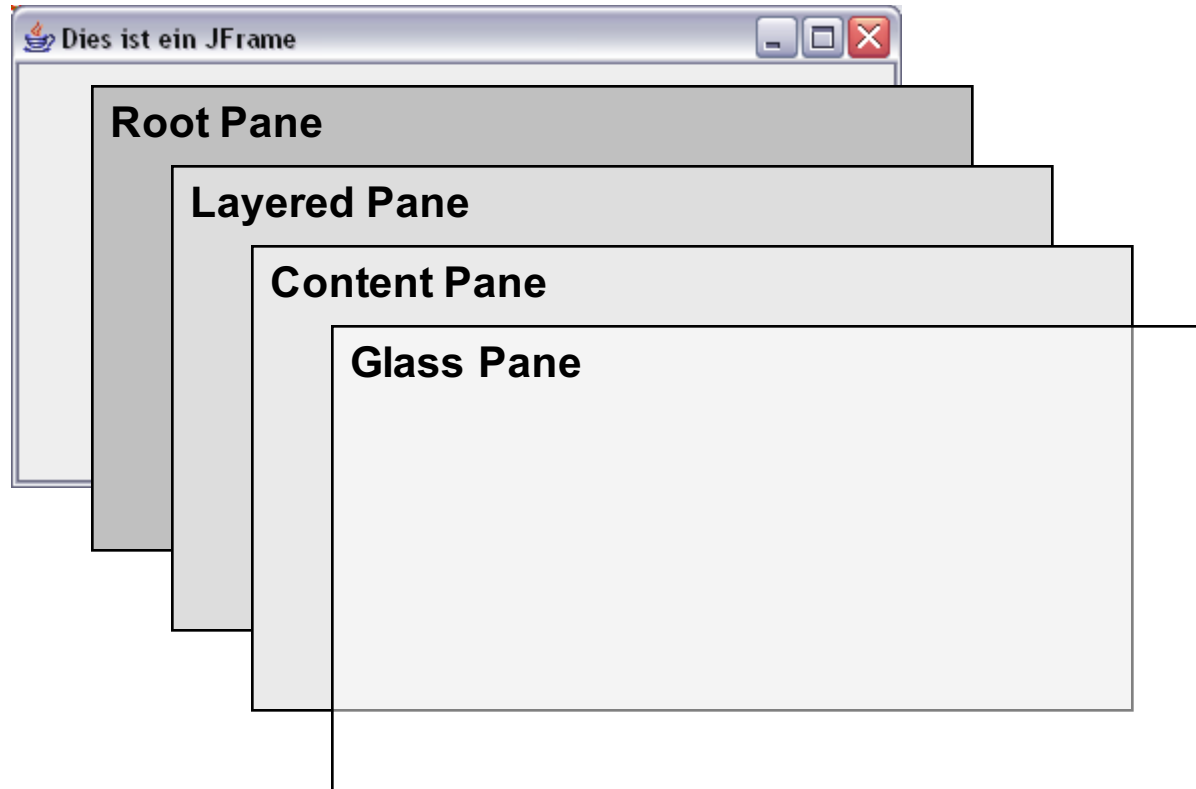 Dies ist ein JFrame
Root Pane
Layered Pane
Content Pane
Glass Pane